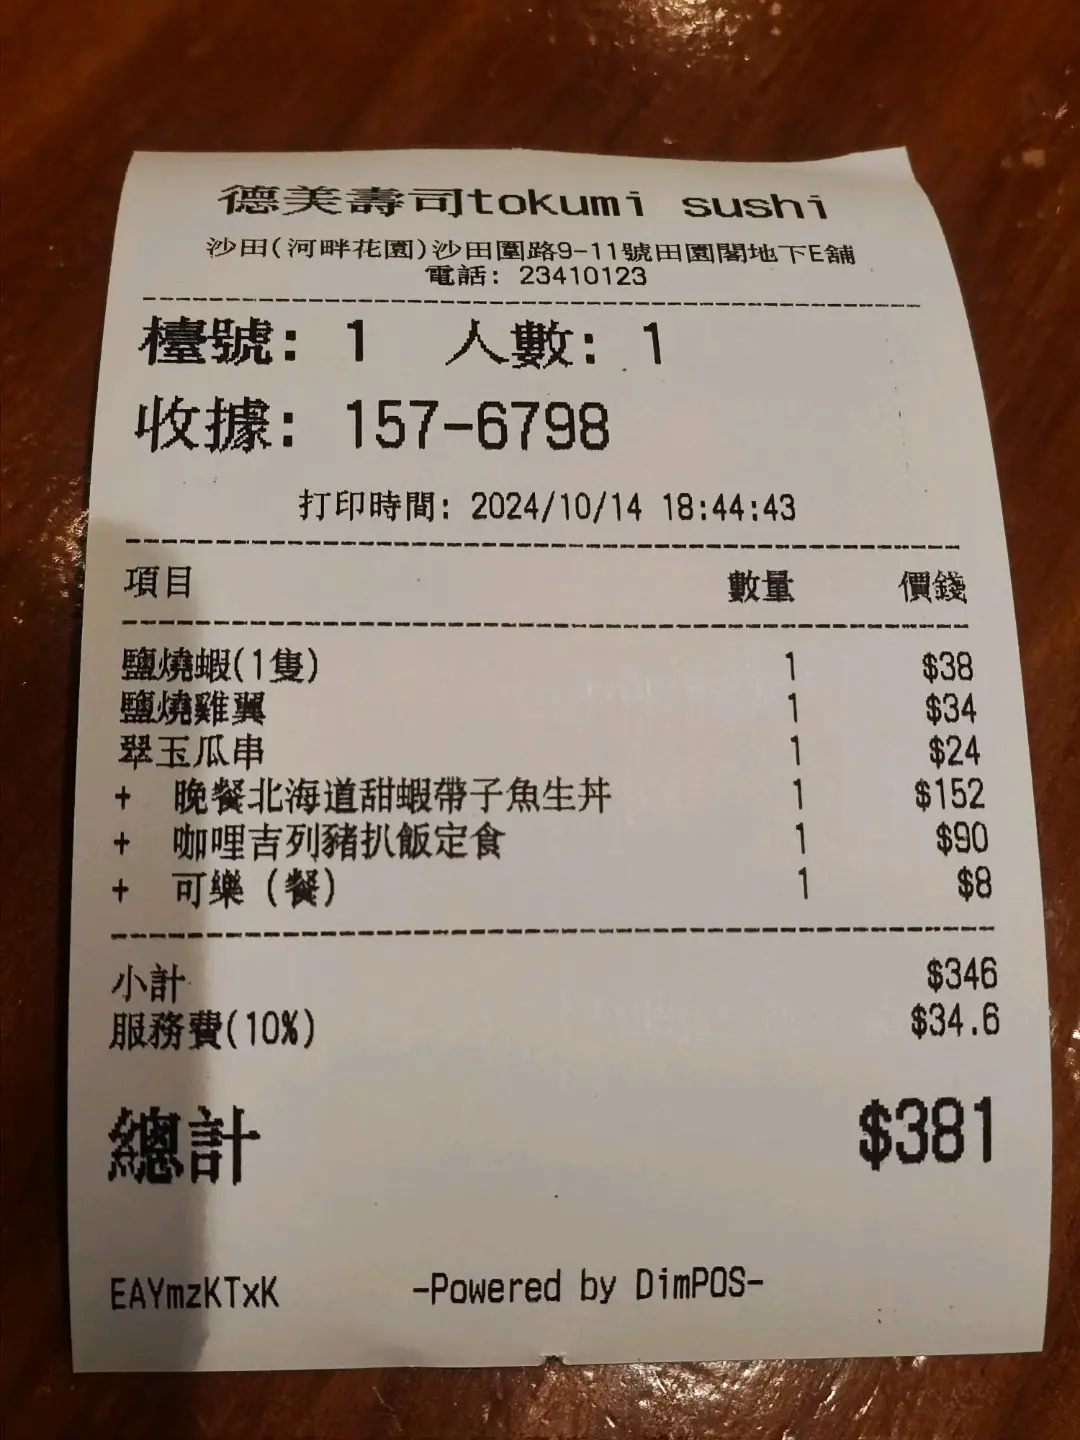 德美壽司tokumi sushi
沙田(河畔花園)沙田圍路9-11號田園閣地下E舖
電話: 23410123
檯號: 1 人數: 1
收據: 157-6798
打印時間: 2024/10/14 18:44:43
項目 數量 價錢
鹽燒蝦(1隻) 1 $38
鹽燒雞翼 1 $34
翠玉瓜串 1 $24
+ 晚餐北海道甜蝦帶子魚生丼 1 $152
+ 咖哩吉列豬扒飯定食 1 $90
+ 可樂 (餐) 1 $8
小計 $346
服務費(10%) $34.6
總計 $381
EAYmzKTxK -Powered by DimPOS-